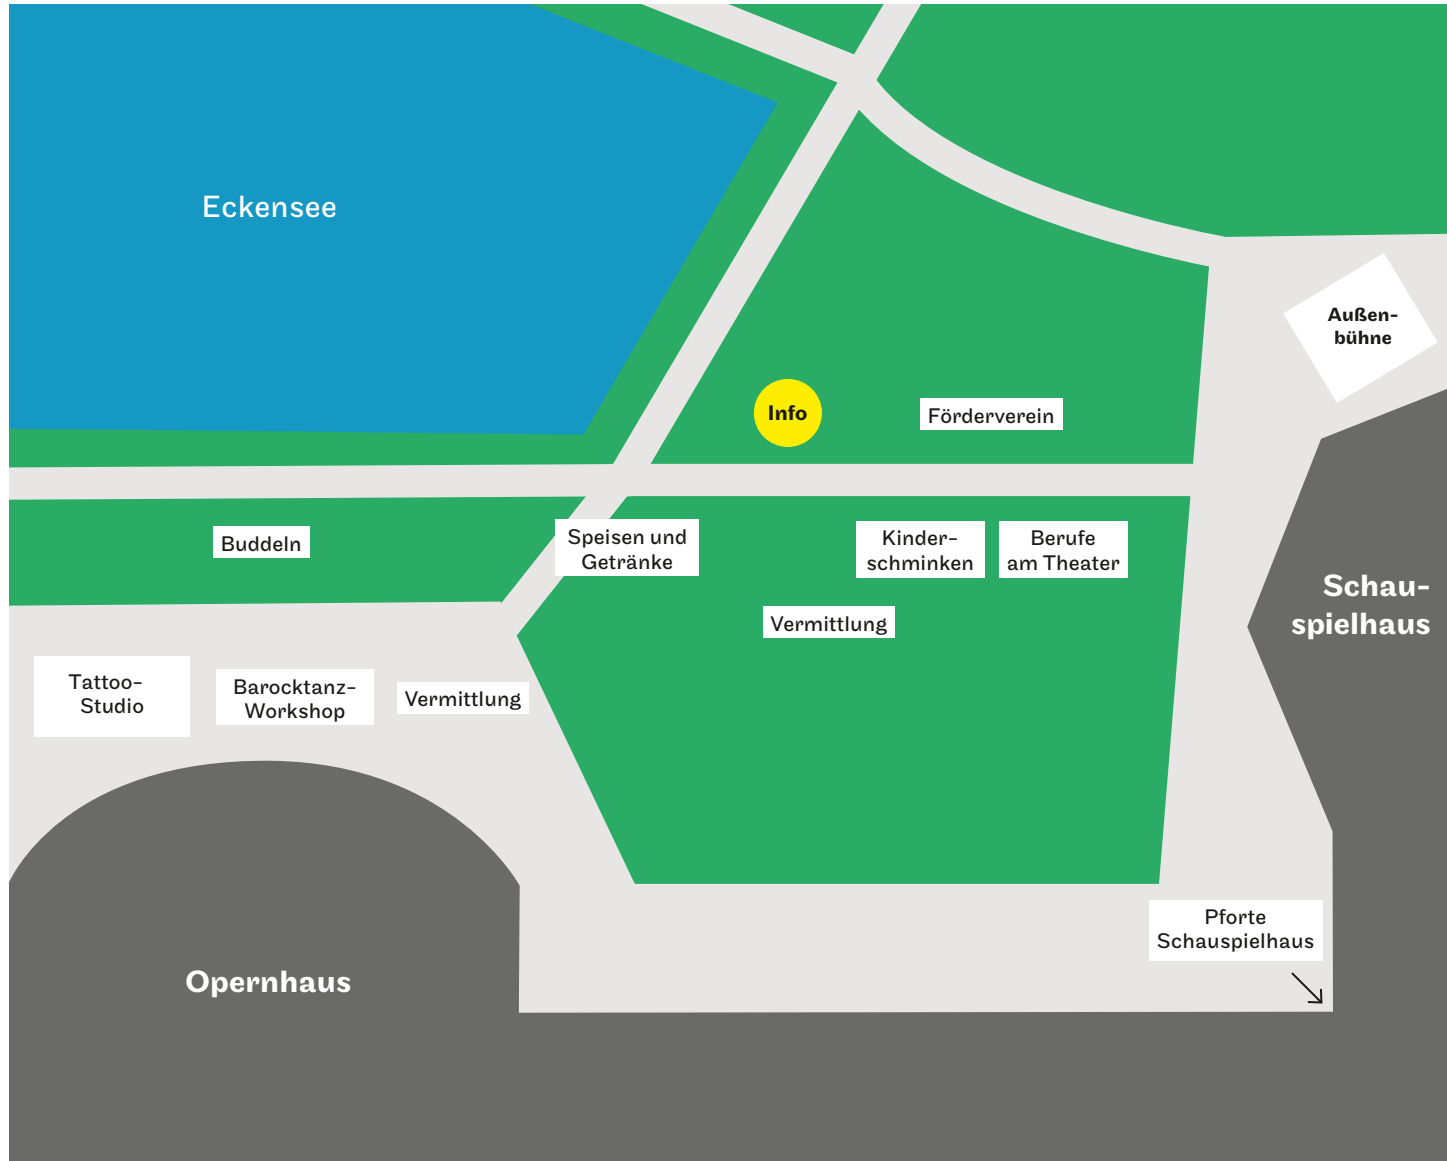 Eckensee
Außen-
bühne
Info
Förderverein
Buddeln
Speisen und
Getränke
Kinder-
schminken
Berufe
am Theater
Schau-
spielhaus
Vermittlung
Tattoo-
Studio
Barocktanz-
Workshop
Vermittlung
Pforte
Schauspielhaus
Opernhaus